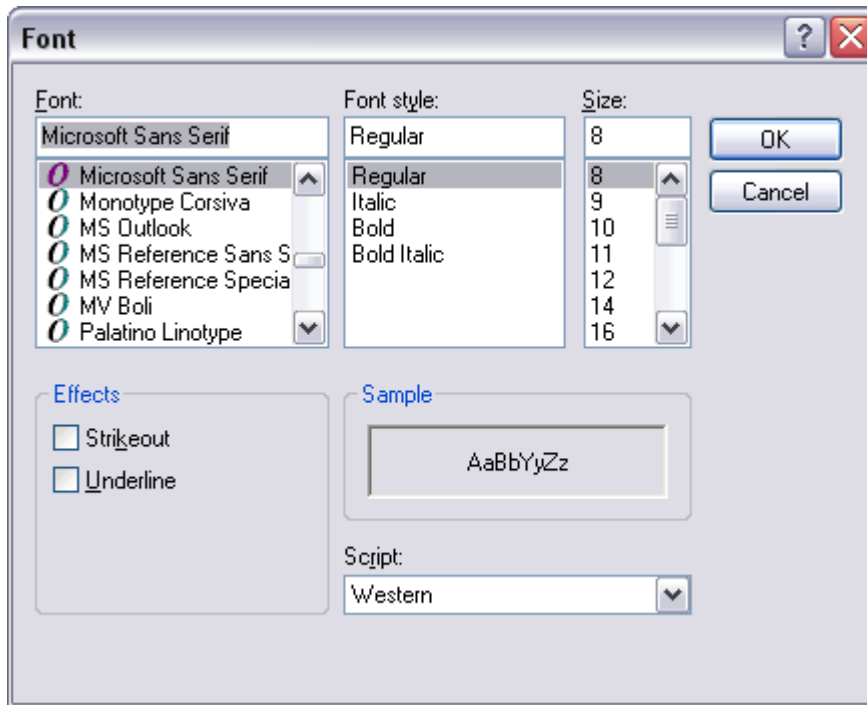 Font
Font:
Microsoft Sans Serif
Microsoft Sans Serif
Monotype Corsiva
MS Outlook
MS Reference Sans S
MS Reference Specia
MV Boli
Palatino Linotype
Font style:
Regular
Regular
Italic
Bold
Bold Italic
Size:
8
8
9
10
11
12
14
16
OK
Cancel
Effects
Strikeout
Underline
Sample
AaBbYyZz
Script:
Western